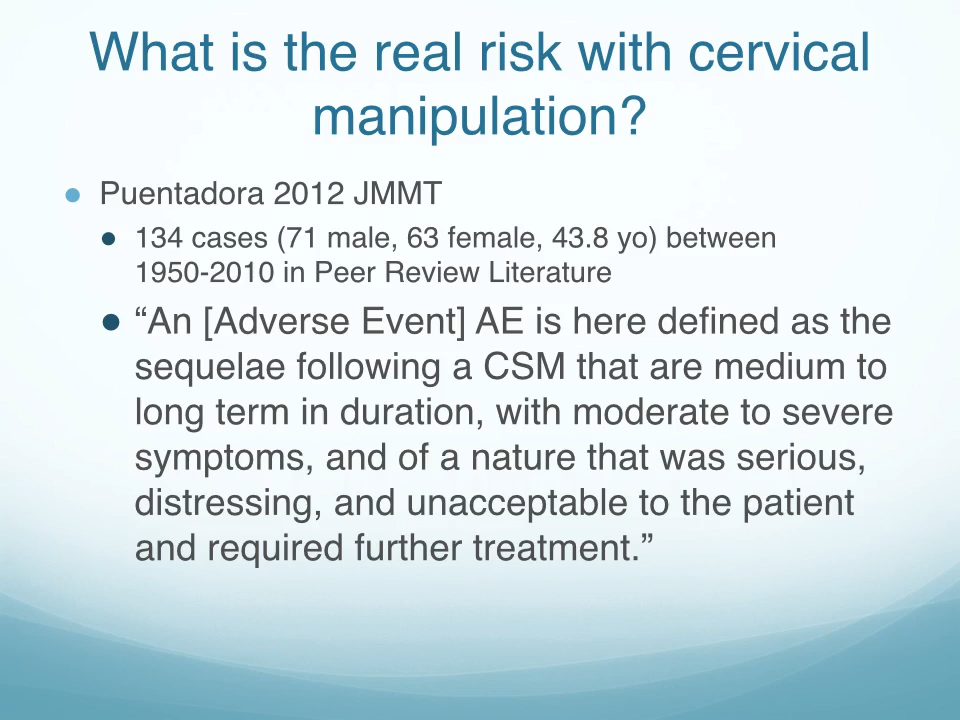 What is the real risk with cervical
manipulation?
● Puentadora 2012 JMMT
● 134 cases (71 male, 63 female, 43.8 yo) between
1950-2010 in Peer Review Literature
● “An [Adverse Event] AE is here defined as the
sequelae following a CSM that are medium to
long term in duration, with moderate to severe
symptoms, and of a nature that was serious,
distressing, and unacceptable to the patient
and required further treatment.”